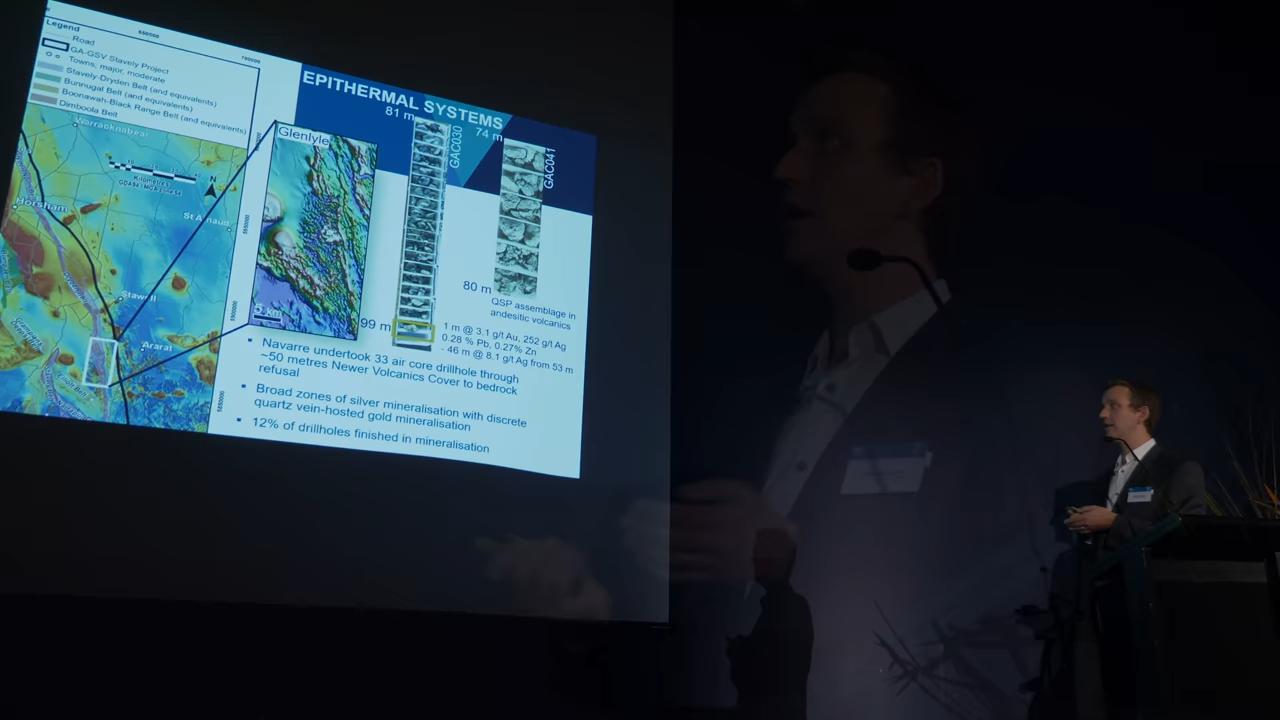 Legend
Road
GA-GSV Stavely Project
Towns, major, moderate
Stavely-Dryden Belt (and equivalents)
Bunnugal Belt (and equivalents)
Boonawah-Black Range Belt (and equivalents)
Dimboola Belt
650000
700000
Warracknabeal
Kilometres
N
Horsham
St Arnaud
Stawell
Ararat
EPITHERMAL SYSTEMS
Glenlyle
5 km
81 m
GAC030
99 m
74 m
GAC041
80 m
QSP assemblage in
andesitic volcanics
1 m @ 3.1 g/t Au, 252 g/t Ag
0.28 % Pb, 0.27% Zn
- 46 m @ 8.1 g/t Ag from 53 m
▪ Navarre undertook 33 air core drillhole through
~50 metres Newer Volcanics Cover to bedrock
refusal
▪ Broad zones of silver mineralisation with discrete
quartz vein-hosted gold mineralisation
▪ 12% of drillholes finished in mineralisation